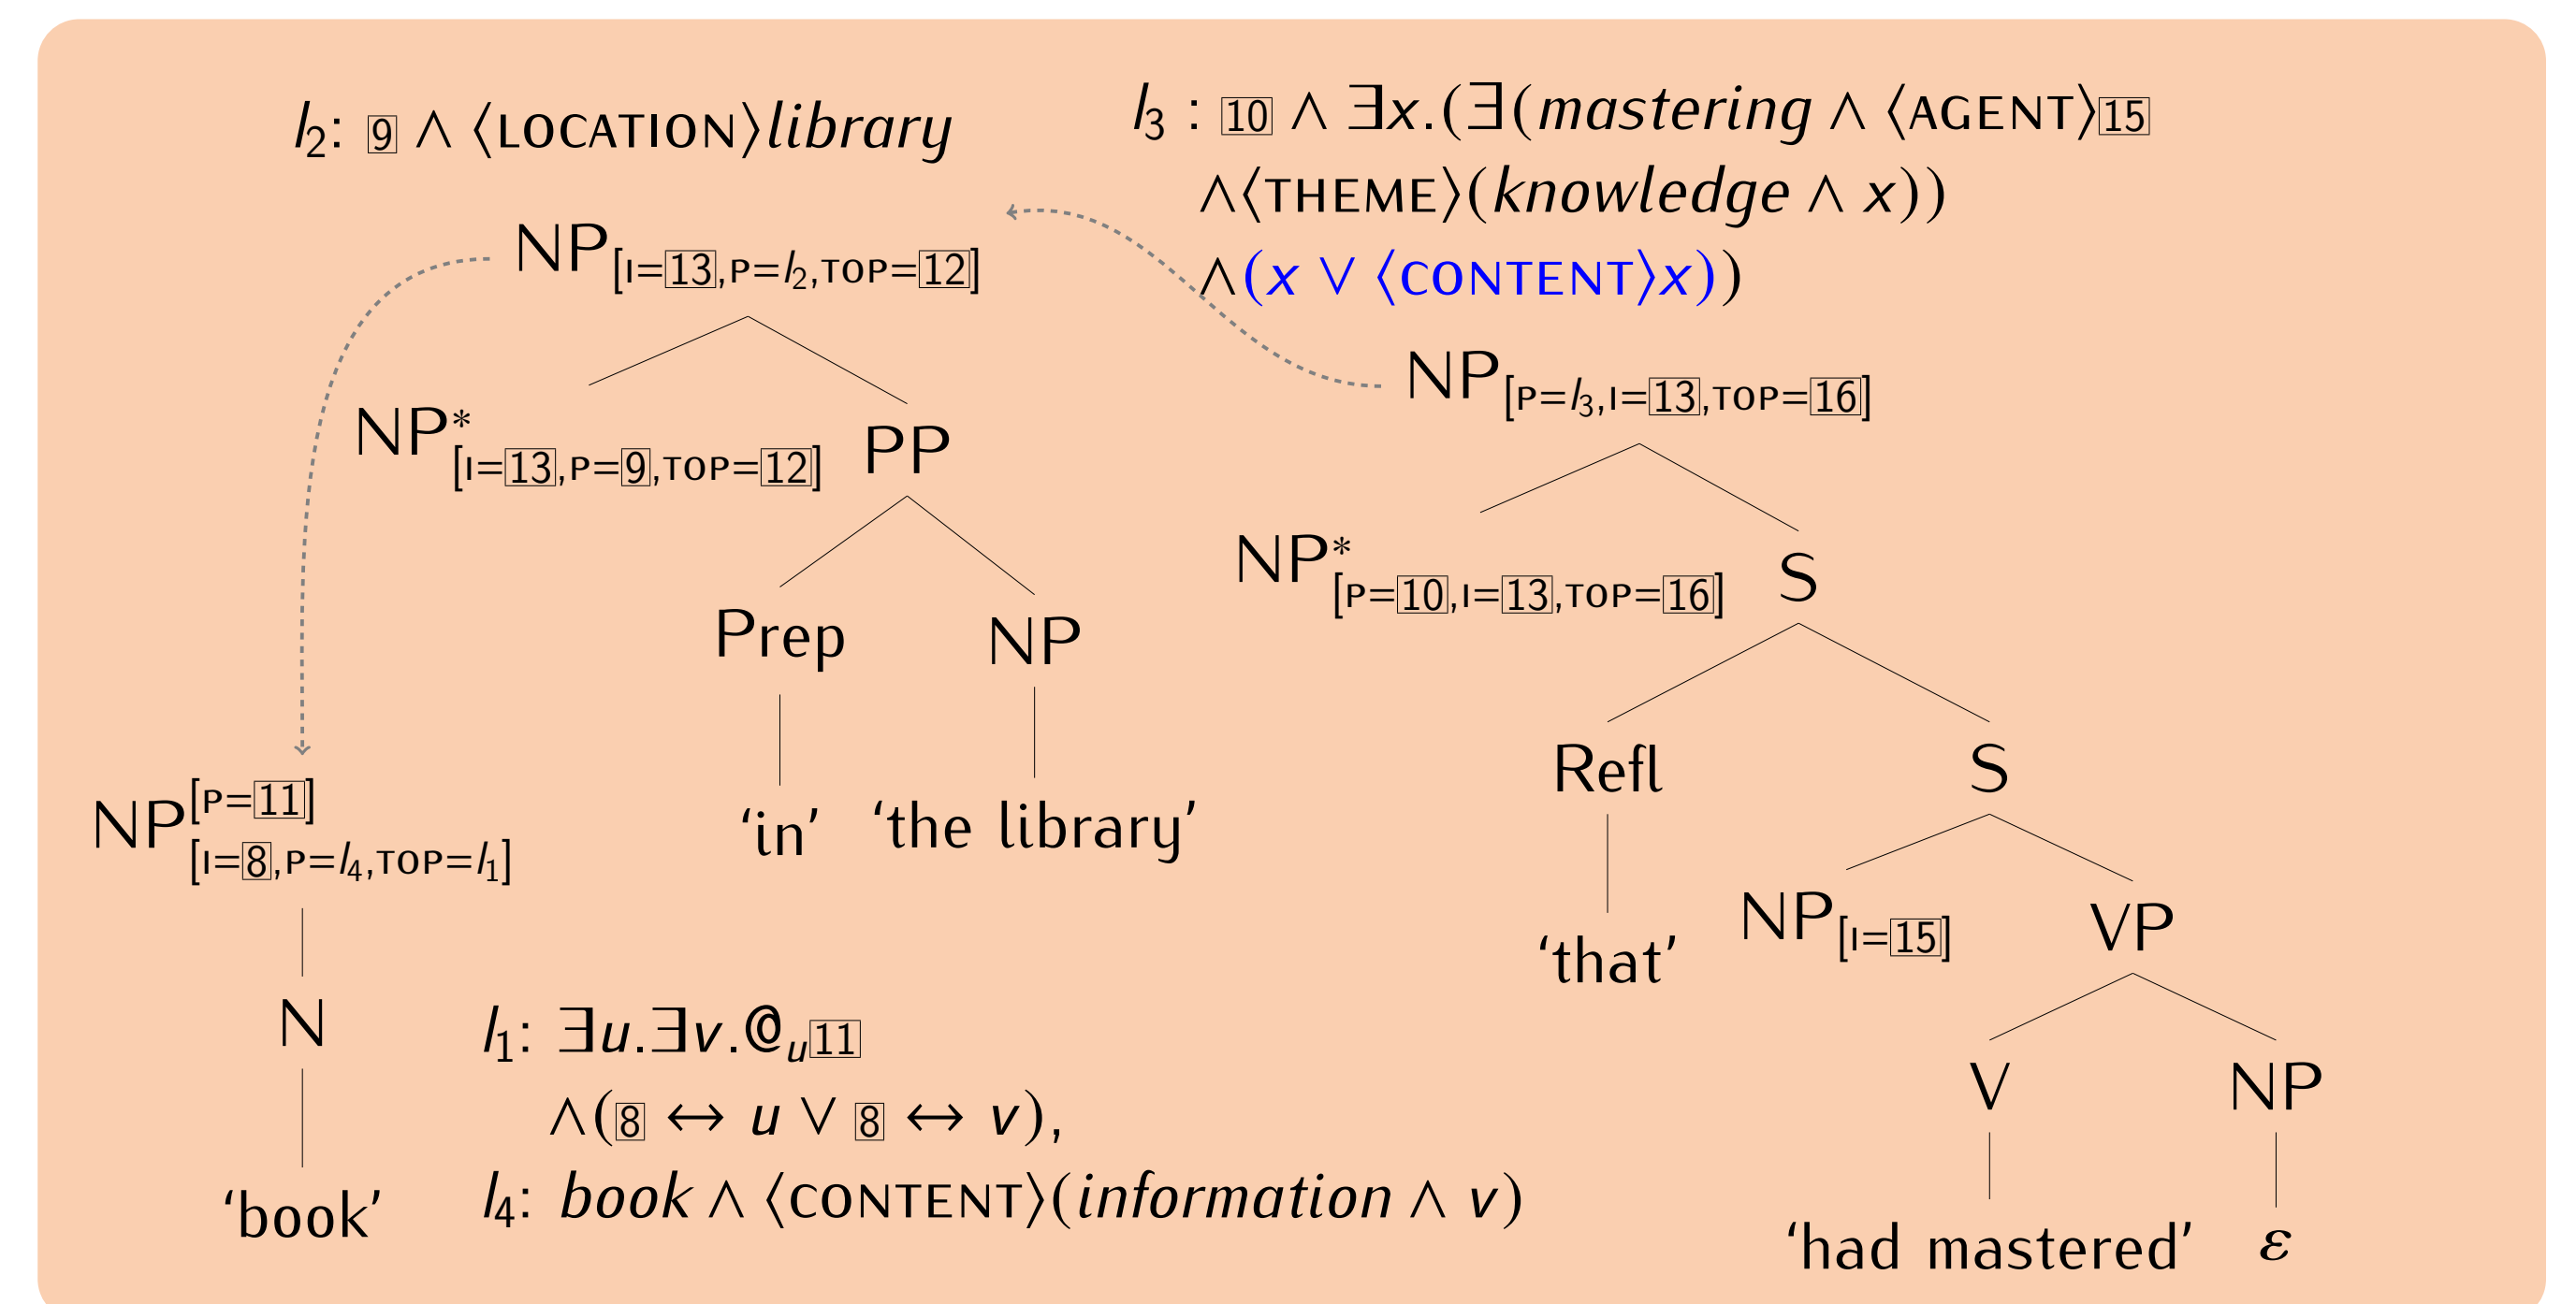 l₂: 9 ∧ ⟨LOCATION⟩library
l₃ : 10 ∧ ∃x.(∃(mastering ∧ ⟨AGENT⟩15
∧⟨THEME⟩(knowledge ∧ x))
∧(x ∨ ⟨CONTENT⟩x))
NP[I=13,P=l₂,TOP=12]
NP[P=l₃,I=13,TOP=16]
NP*[I=13,P=9,TOP=12] PP
NP*[P=10,I=13,TOP=16] S
Prep NP
Refl S
'in' 'the library'
NP[P=11][I=8,P=l₄,TOP=l₁]
'that' NP[I=15] VP
N
l₁: ∃u.∃v.@ᵤ11
∧(8 ↔ u ∨ 8 ↔ v),
V NP
'book'
l₄: book ∧ ⟨CONTENT⟩(information ∧ v)
'had mastered' ε